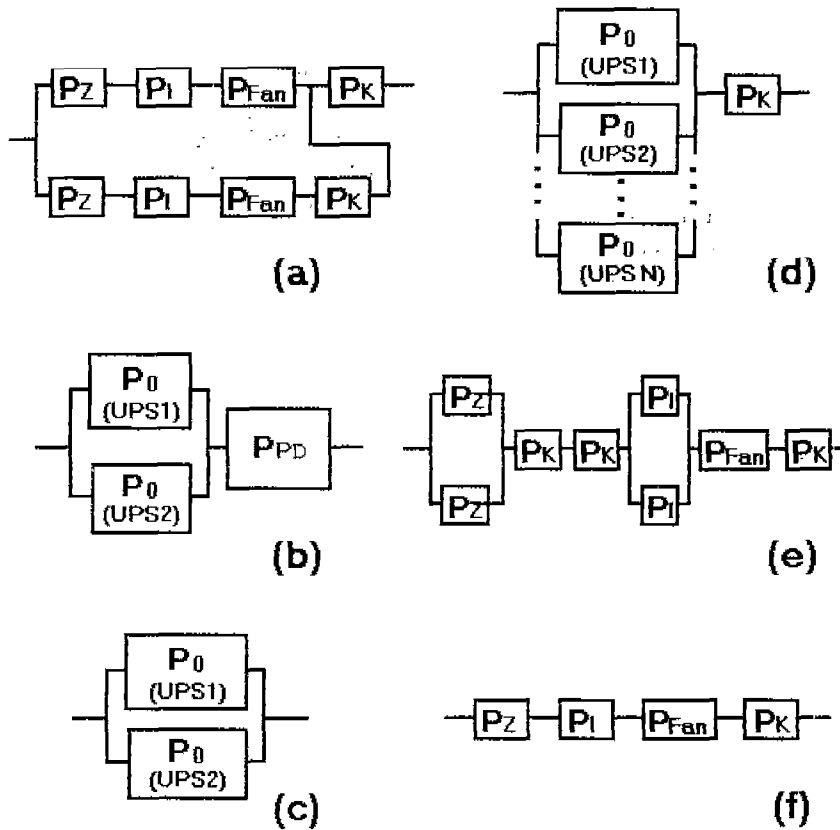 PZ PI PFan PK
PZ PI PFan PK
(a)
P0
(UPS1)
P0
(UPS2)
P0
(UPS N)
PK
(d)
P0
(UPS1)
P0
(UPS2)
PPD
(b)
PZ PI
PK PK PFan PK
PZ PI
(e)
P0
(UPS1)
P0
(UPS2)
(c)
PZ PI PFan PK
(f)